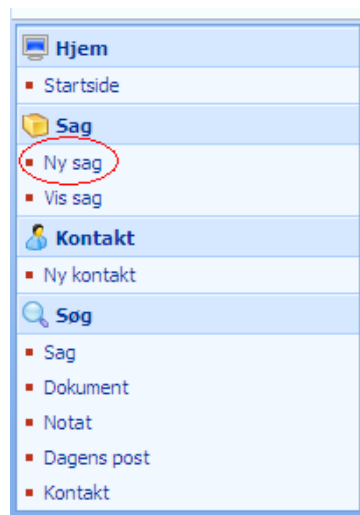 Hjem
Startside
Sag
Ny sag
Vis sag
Kontakt
Ny kontakt
Søg
Sag
Dokument
Notat
Dagens post
Kontakt